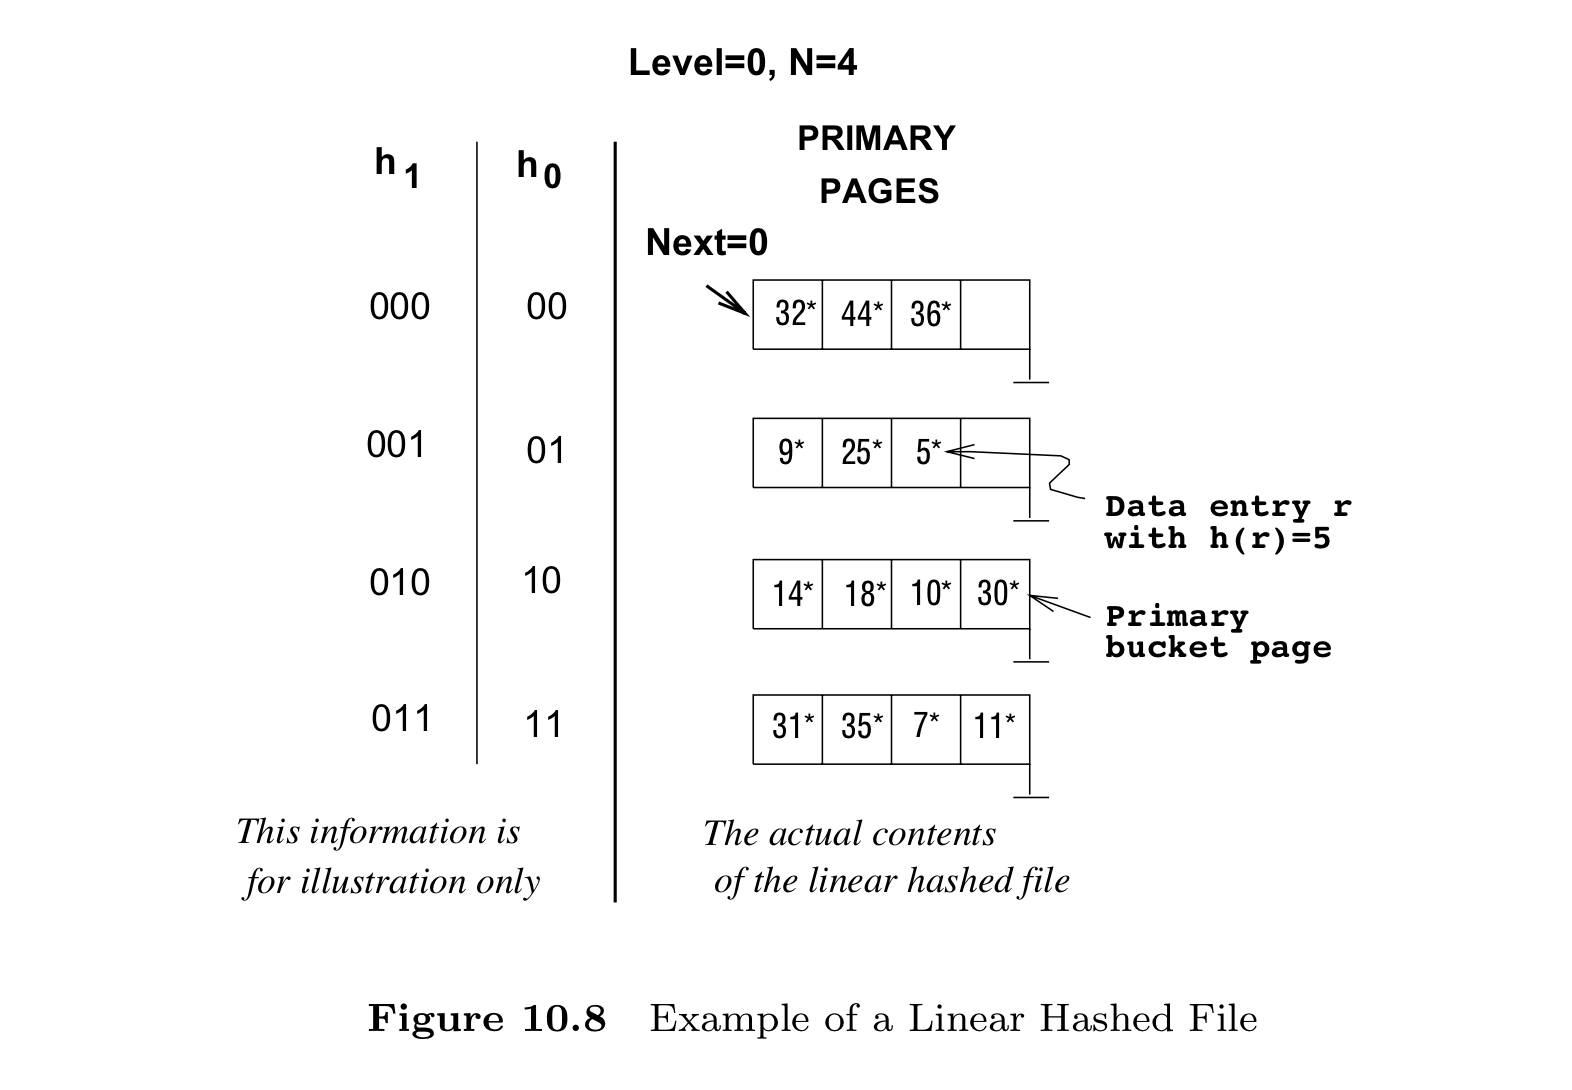 Level=0, N=4
PRIMARY
PAGES
h1
h0
Next=0
000
00
32* 44* 36*
001
01
9* 25* 5*
Data entry r
with h(r)=5
010
10
14* 18* 10* 30*
Primary
bucket page
011
11
31* 35* 7* 11*
This information is
for illustration only
The actual contents
of the linear hashed file
Figure 10.8 Example of a Linear Hashed File